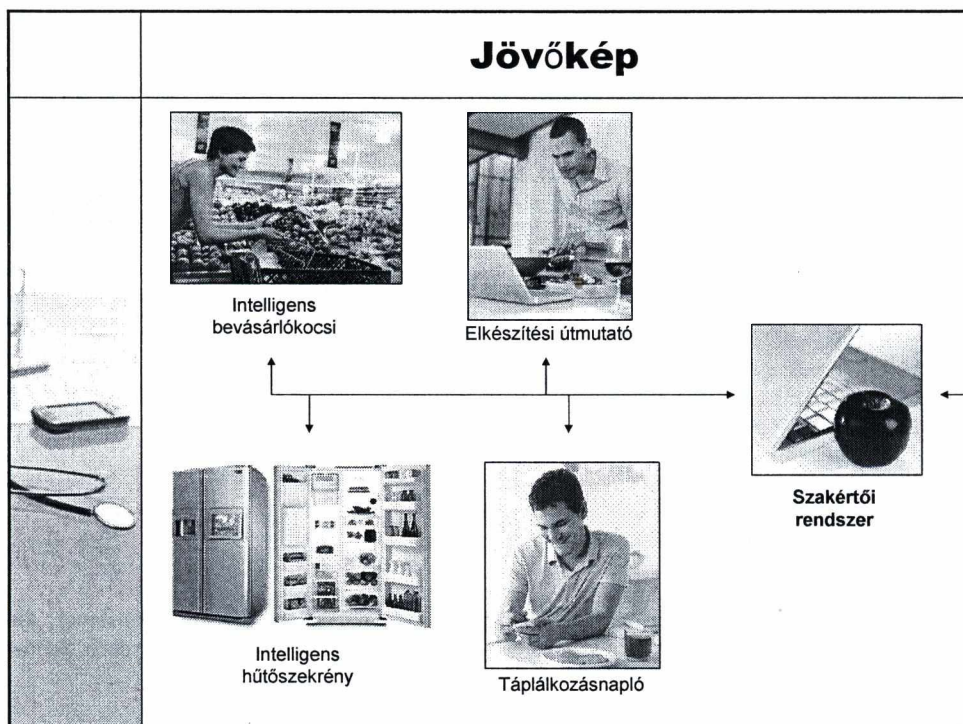 Jövőkép
Intelligens
bevásárlókocsi
Elkészítési útmutató
Szakértői
rendszer
Intelligens
hűtőszekrény
Táplálkozásnapló